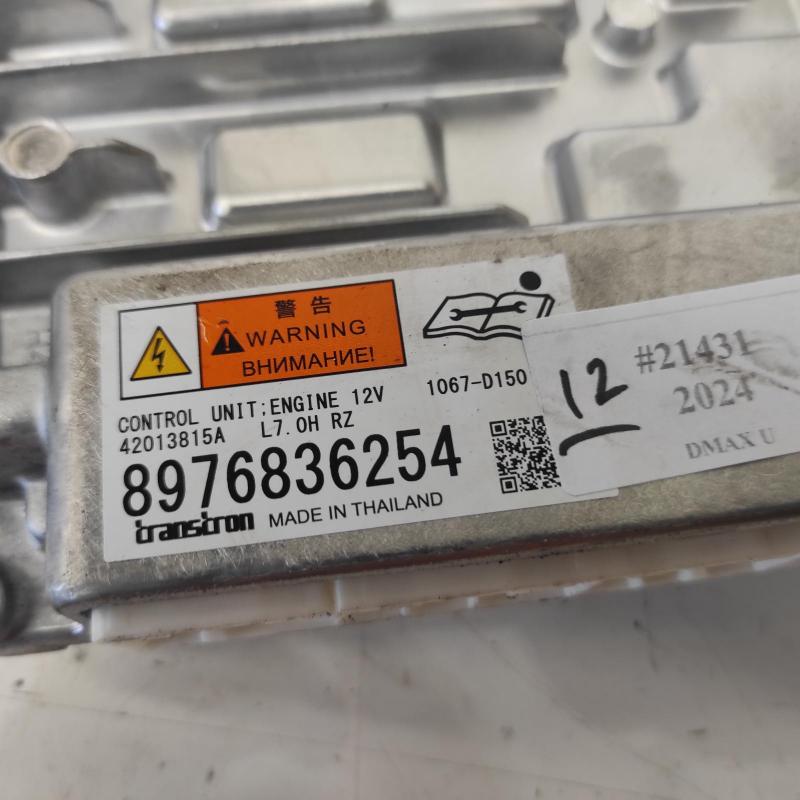 警告
WARNING
ВНИМАНИЕ!
CONTROL UNIT;ENGINE 12V
1067-D150
42013815A L7.0H RZ
8976836254
transtron MADE IN THAILAND
12
#21431
2024
DMAX U